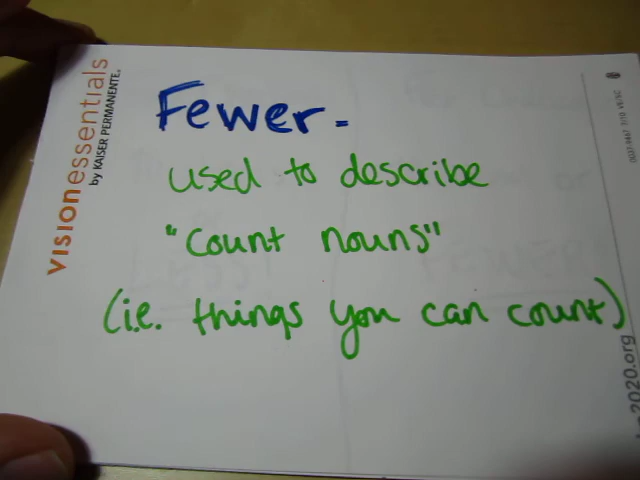 visionessentials
by KAISER PERMANENTE.
Fewer -
used to describe
"count nouns"
(i.e. things you can count)
2020.org